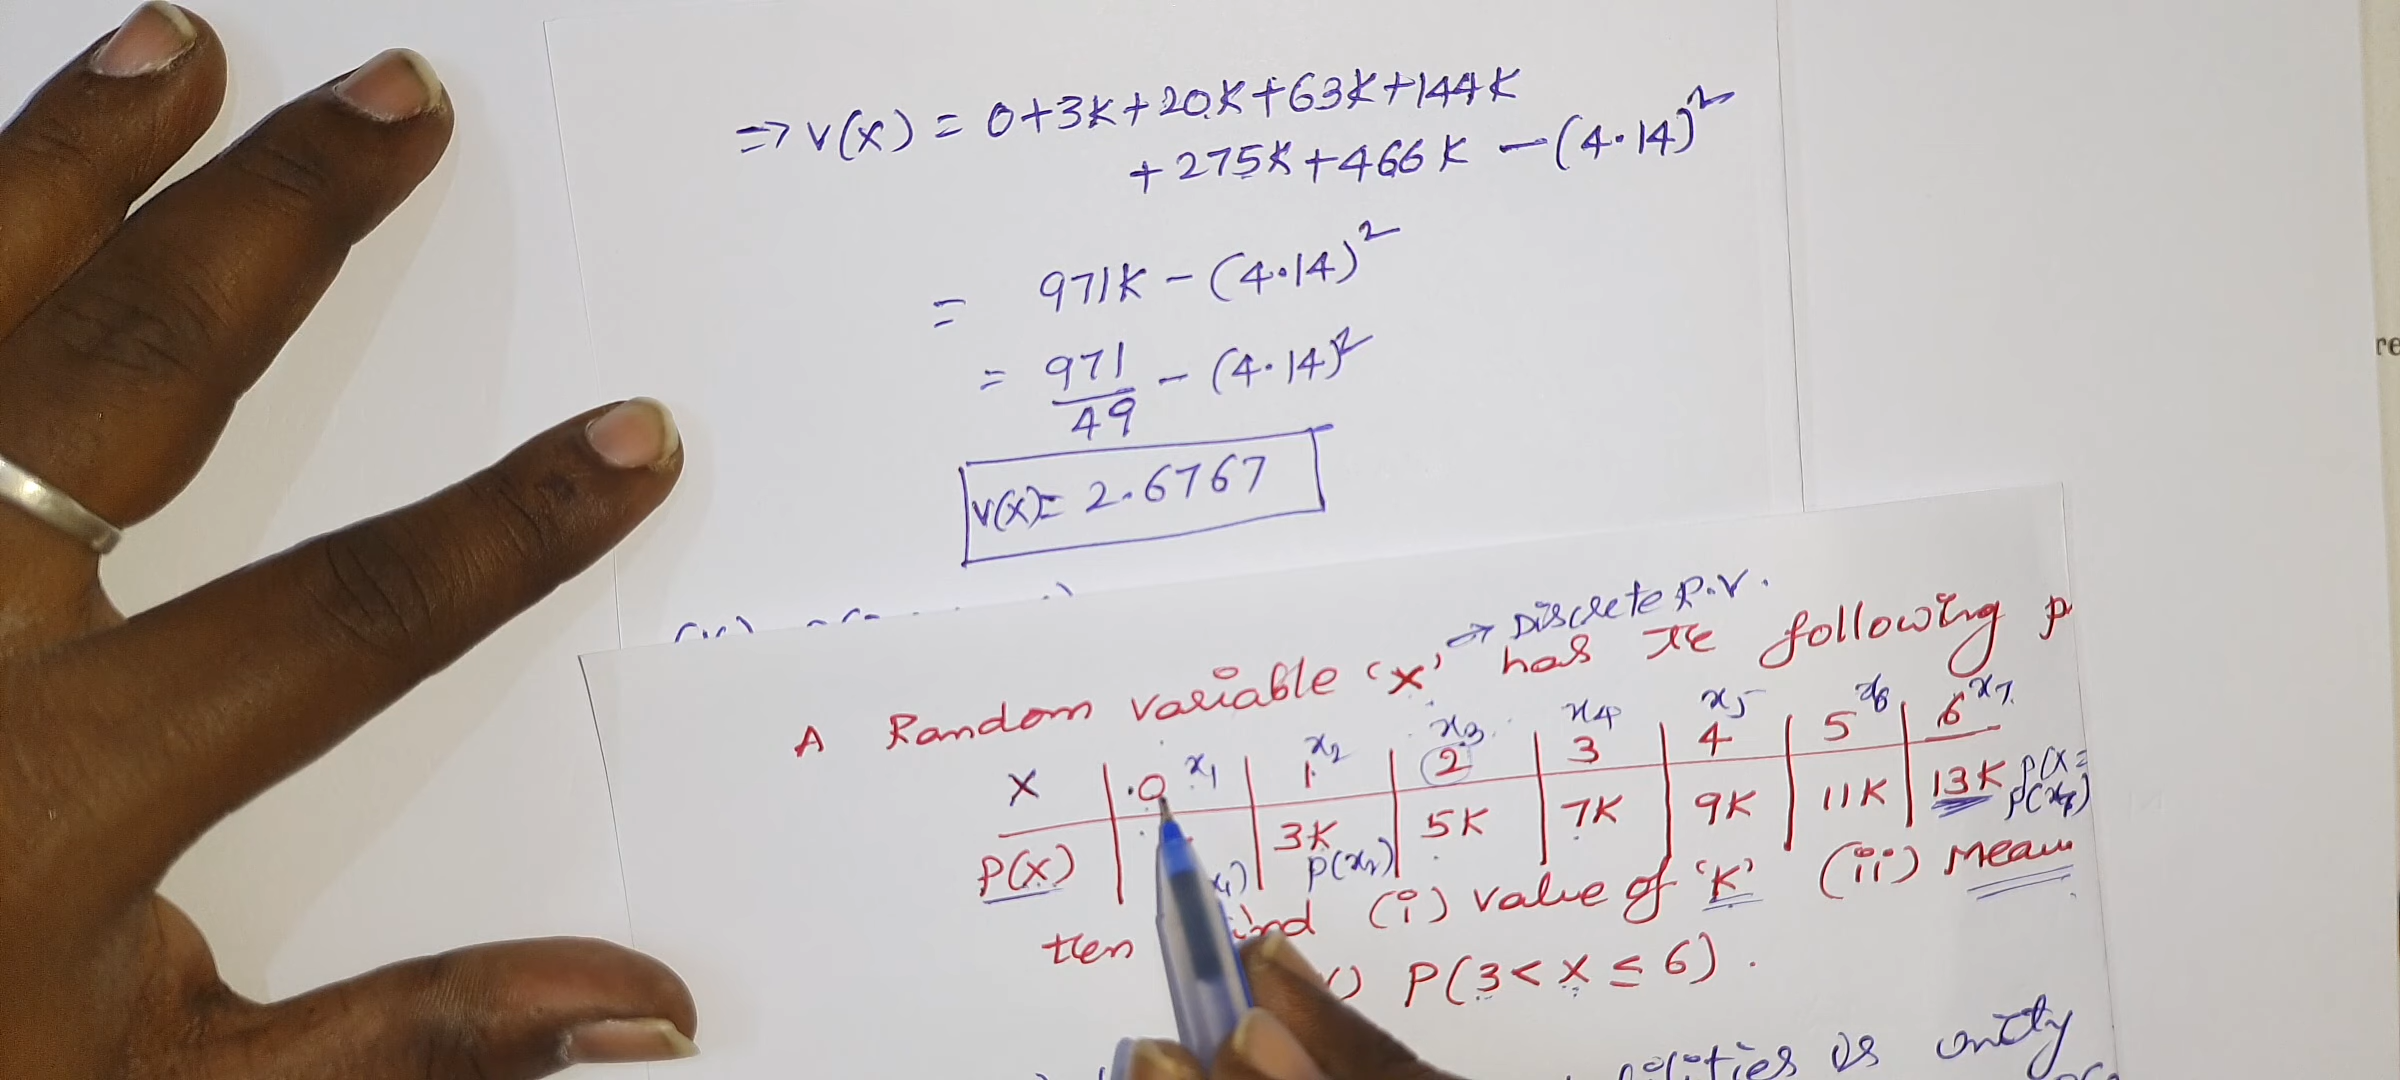 ⇒ V(X) = 0+3K+20K+63K+144K
+275K+466K-(4.14)²
= 971K-(4.14)²
= 971/49 - (4.14)²
V(X)= 2.6767
→ Discrete R.V.
A Random variable 'x' has the following
x₁ x₂ x₃ x₄ x₅ x₆ x₇
X 0 1 2 3 4 5 6
P(X) 3K 5K 7K 9K 11K 13K
P(x₂)
then find (i) value of 'K' (ii) Mean
P(3<X≤6).
is unity